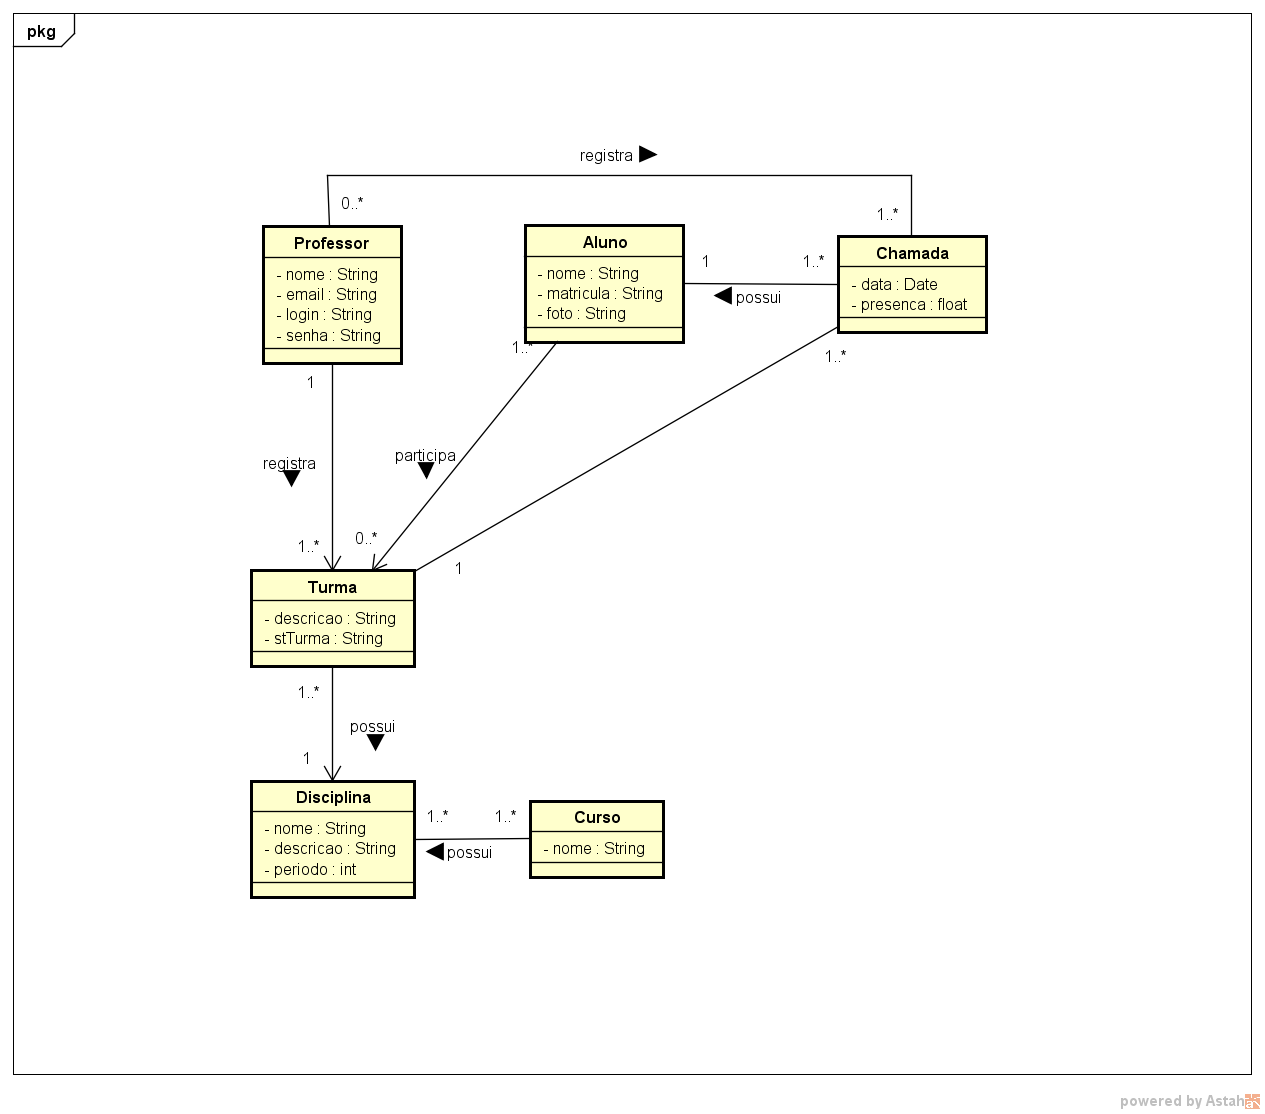 pkg
registra
0..*
1..*
Professor
- nome : String
- email : String
- login : String
- senha : String
Aluno
- nome : String
- matricula : String
- foto : String
1
1..*
possui
Chamada
- data : Date
- presenca : float
1
1..*
1..*
registra
participa
1..*
0..*
1
Turma
- descricao : String
- stTurma : String
1..*
possui
1
Disciplina
- nome : String
- descricao : String
- periodo : int
1..*
1..*
possui
Curso
- nome : String
powered by Astah